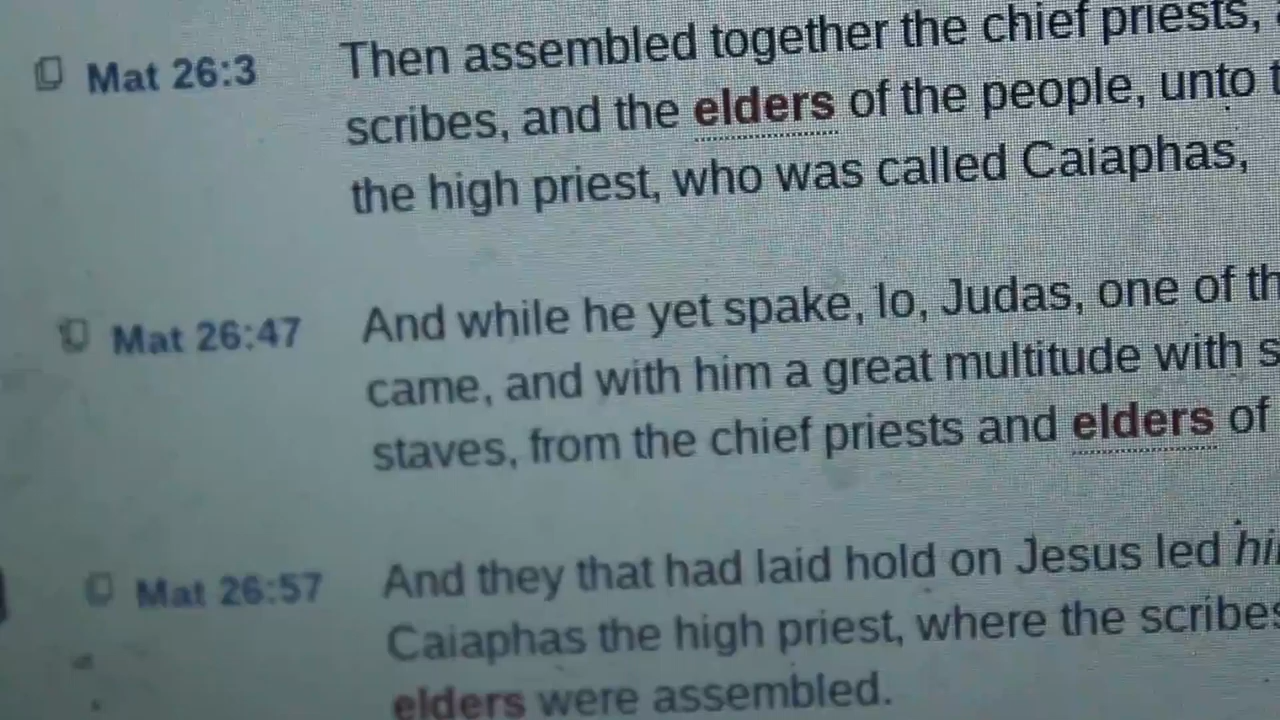 Mat 26:3 Then assembled together the chief priests,
scribes, and the elders of the people, unto
the high priest, who was called Caiaphas,
Mat 26:47 And while he yet spake, lo, Judas, one of
came, and with him a great multitude with
staves, from the chief priests and elders of
Mat 26:57 And they that had laid hold on Jesus led
Caiaphas the high priest, where the scribes
elders were assembled.